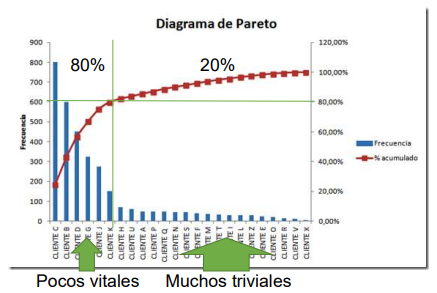 Diagrama de Pareto
80%
20%
Frecuencia
900
800
700
600
500
400
300
200
100
0
120,00%
100,00%
80,00%
60,00%
40,00%
20,00%
0,00%
Frecuencia
% acumulado
CLIENTE C
CLIENTE B
CLIENTE D
CLIENTE G
CLIENTE J
CLIENTE K
CLIENTE H
CLIENTE U
CLIENTE A
CLIENTE P
CLIENTE Q
CLIENTE N
CLIENTE S
CLIENTE F
CLIENTE M
CLIENTE T
CLIENTE I
CLIENTE L
CLIENTE Z
CLIENTE E
CLIENTE O
CLIENTE R
CLIENTE V
CLIENTE X
Pocos vitales
Muchos triviales